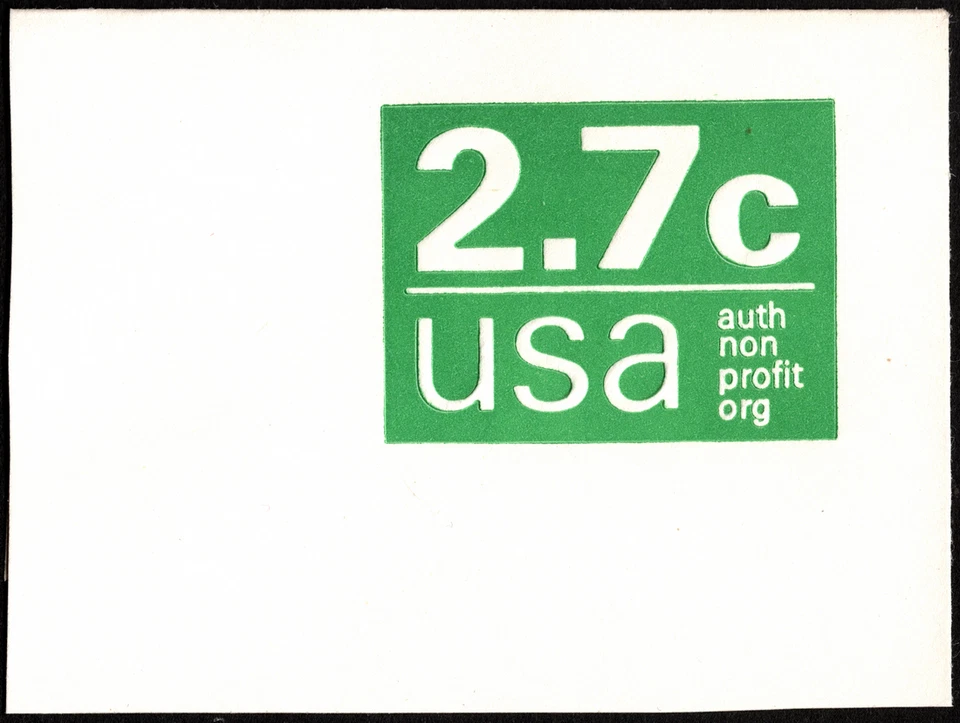 2.7c
usa
auth
non
profit
org